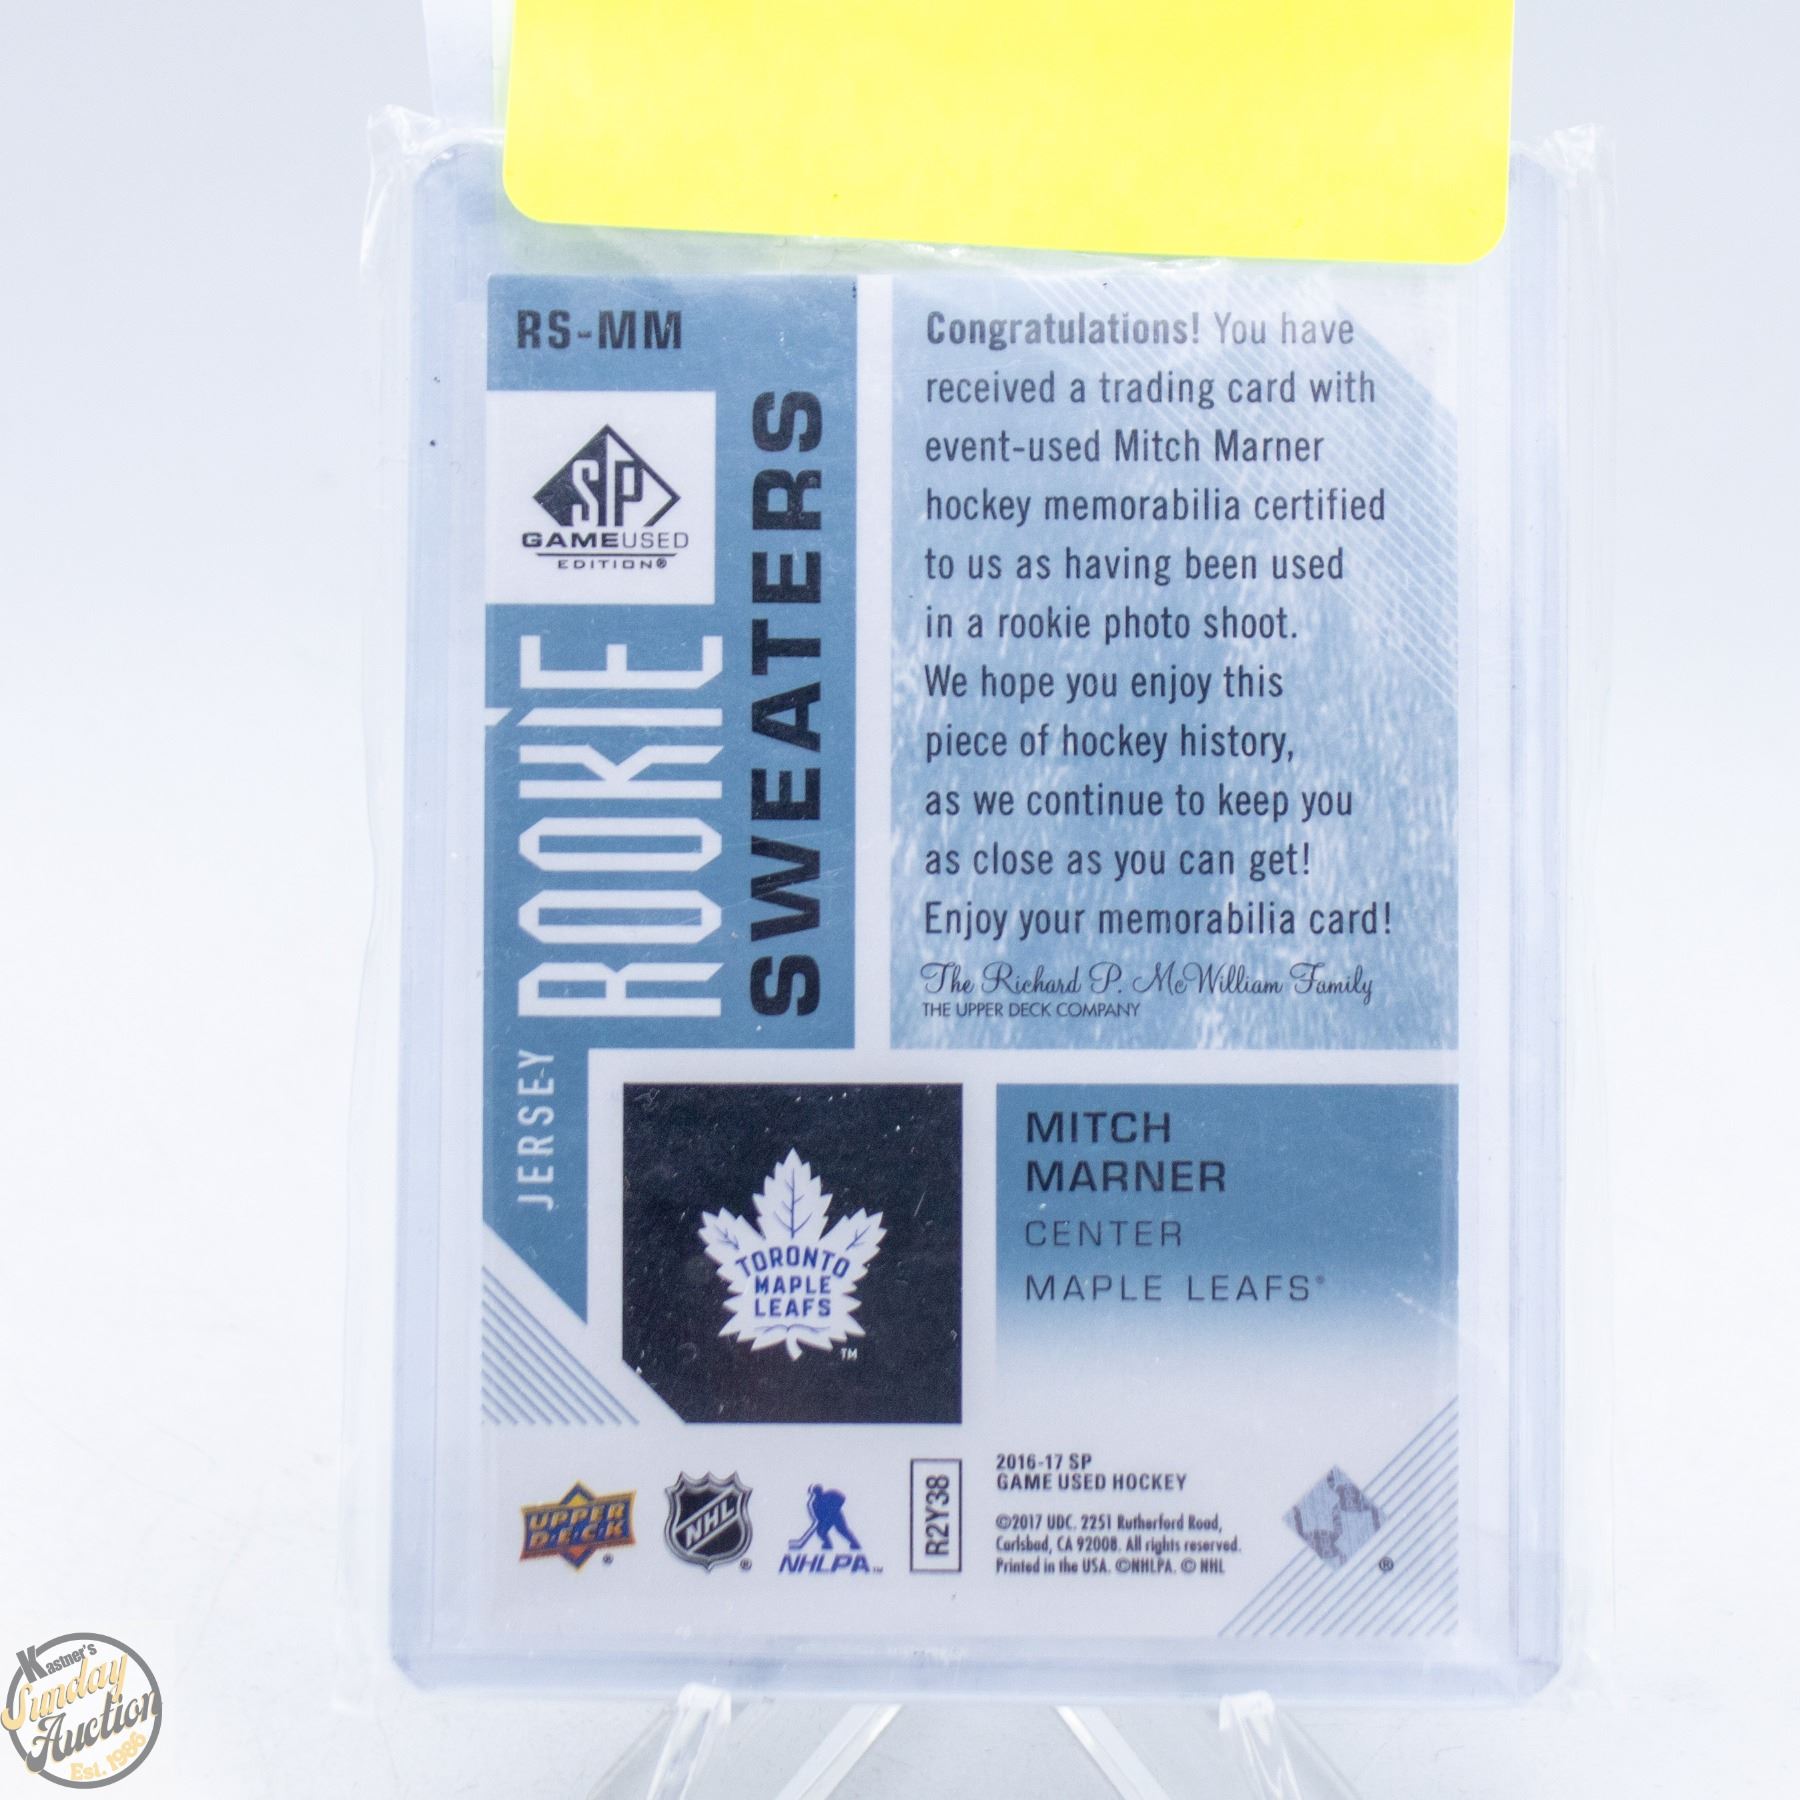 RS-MM
SP
GAMEUSED
EDITION®
JERSEY
ROOKIE
SWEATERS
Congratulations! You have
received a trading card with
event-used Mitch Marner
hockey memorabilia certified
to us as having been used
in a rookie photo shoot.
We hope you enjoy this
piece of hockey history,
as we continue to keep you
as close as you can get!
Enjoy your memorabilia card!
The Richard P. McWilliam Family
THE UPPER DECK COMPANY
TORONTO
MAPLE
LEAFS
TM
MITCH
MARNER
CENTER
MAPLE LEAFS®
UPPER
D·E·C·K
®
NHL
®
NHLPA™
R2Y38
2016-17 SP
GAME USED HOCKEY
©2017 UDC. 2251 Rutherford Road,
Carlsbad, CA 92008. All rights reserved.
Printed in the USA. ©NHLPA. © NHL
®
Kastner's
Sunday
Auction
Est. 1986